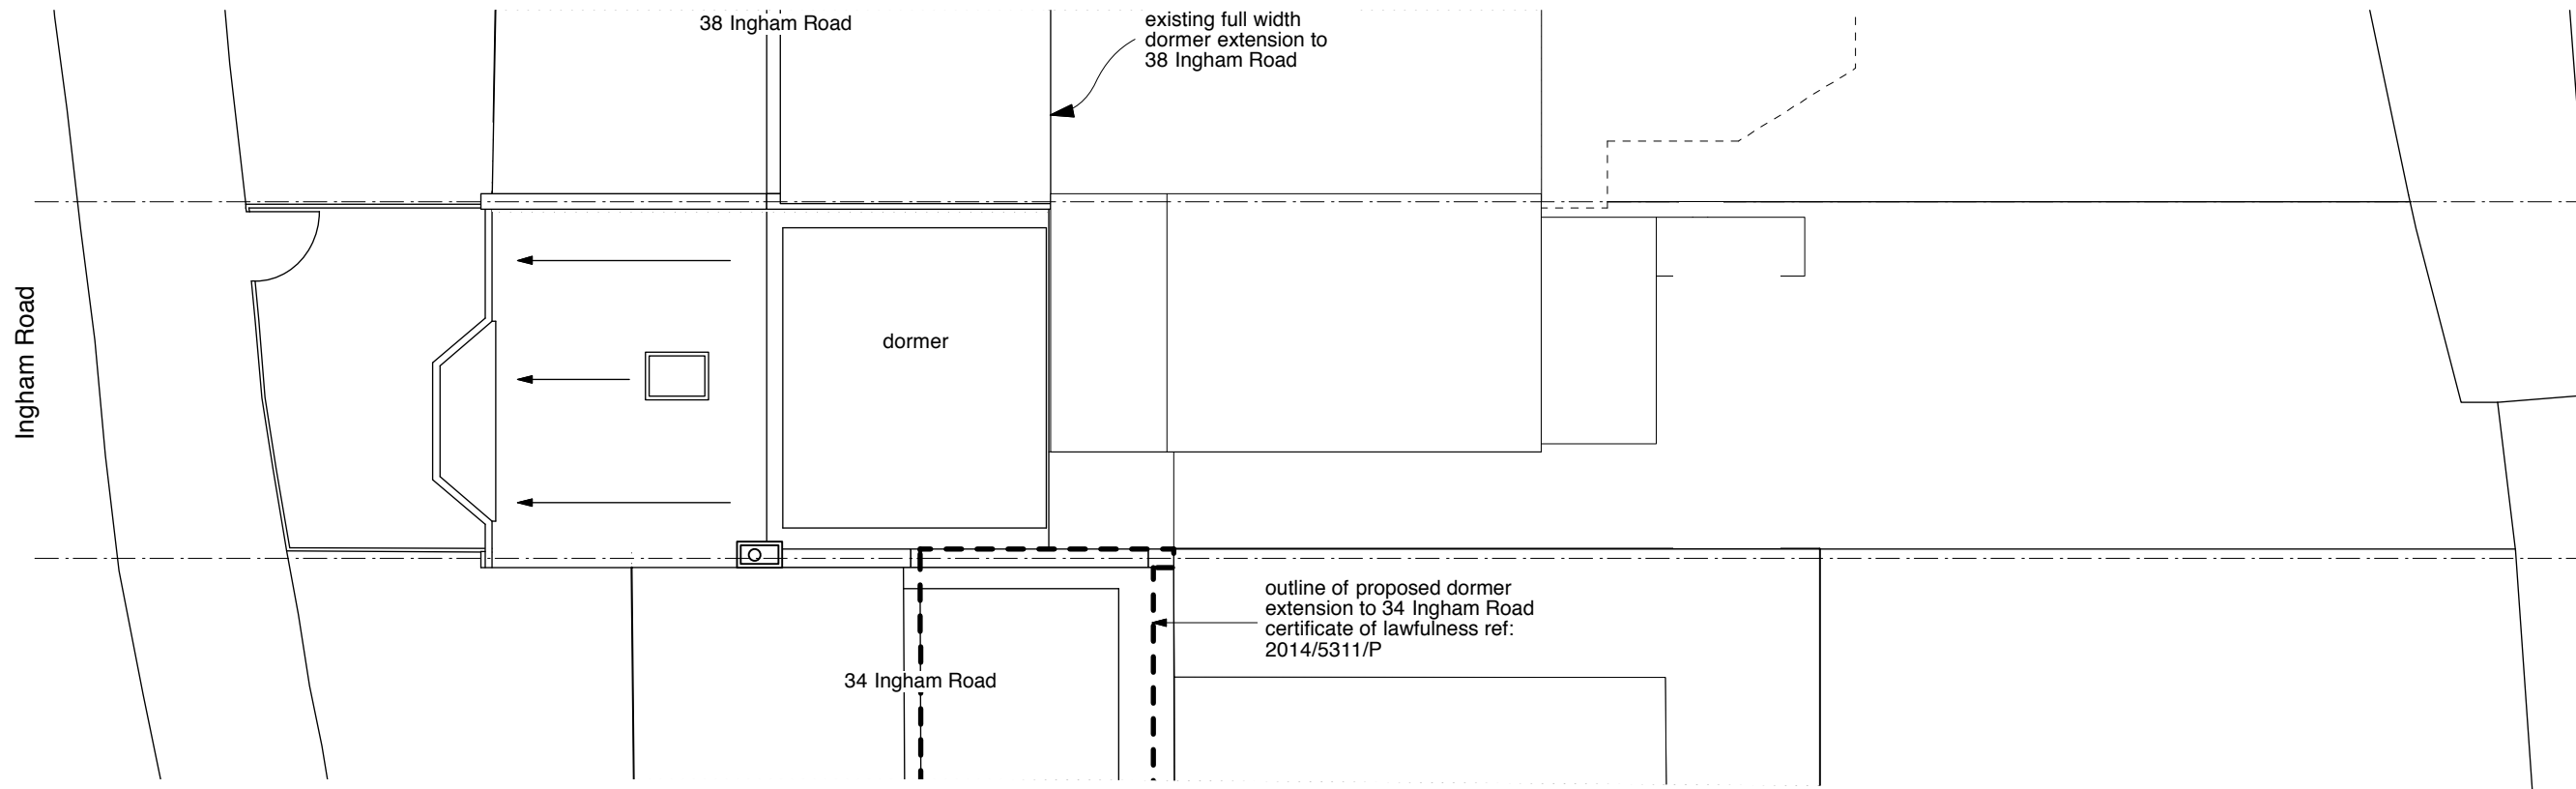 38 Ingham Road
existing full width
dormer extension to
38 Ingham Road
Ingham Road
dormer
outline of proposed dormer
extension to 34 Ingham Road
certificate of lawfulness ref:
2014/5311/P
34 Ingham Road